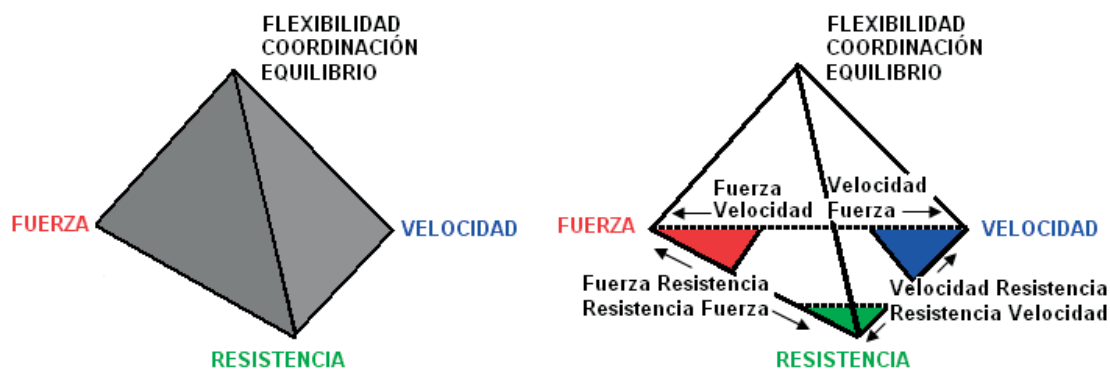 FLEXIBILIDAD
COORDINACIÓN
EQUILIBRIO
FUERZA
VELOCIDAD
RESISTENCIA
FLEXIBILIDAD
COORDINACIÓN
EQUILIBRIO
Fuerza
Velocidad
Velocidad
Fuerza
FUERZA
VELOCIDAD
Fuerza Resistencia
Resistencia Fuerza
Velocidad Resistencia
Resistencia Velocidad
RESISTENCIA